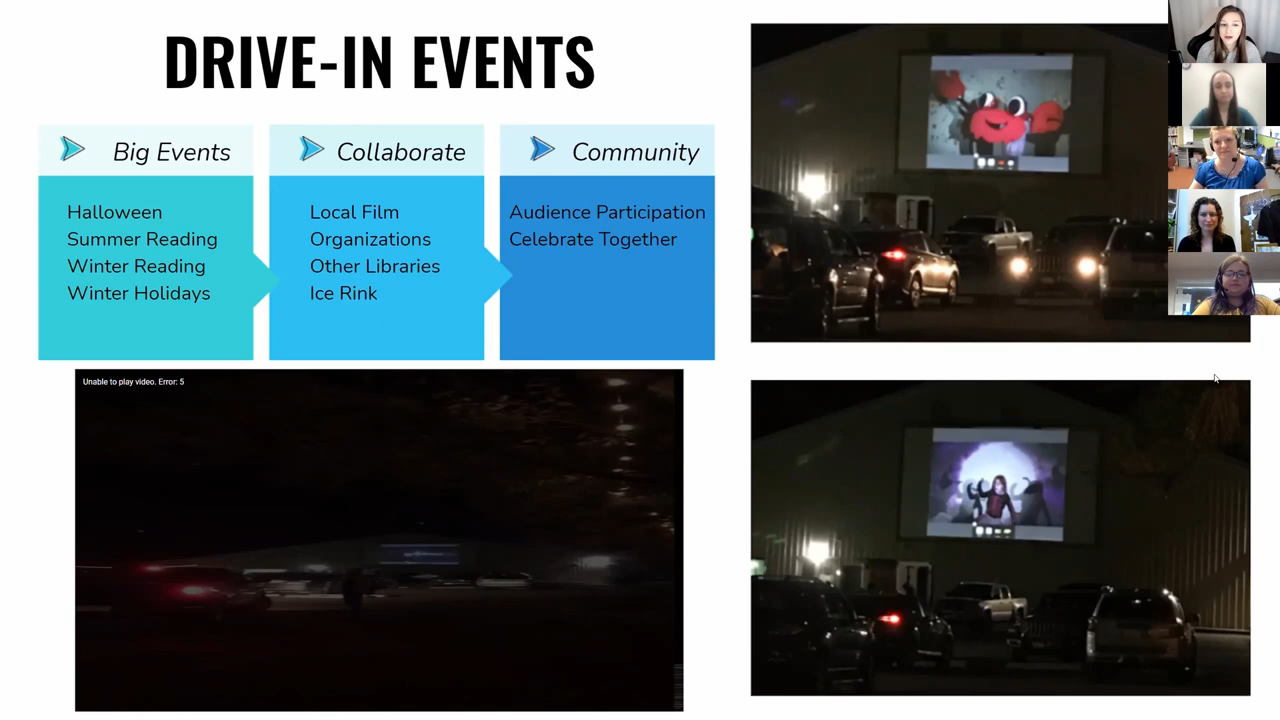 DRIVE-IN EVENTS
Big Events
Halloween
Summer Reading
Winter Reading
Winter Holidays
Collaborate
Local Film
Organizations
Other Libraries
Ice Rink
Community
Audience Participation
Celebrate Together
Unable to play video. Error: 5